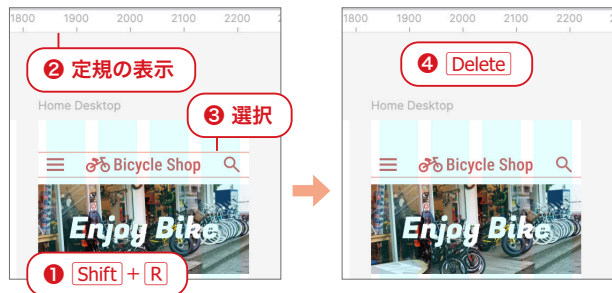 1800 1900 2000 2100 2200
❷ 定規の表示
Home Desktop
❸ 選択
Bicycle Shop
Enjoy Bike
❶ Shift + R
1800 1900 2000 2100 2200
❹ Delete
Home Desktop
Bicycle Shop
Enjoy Bike